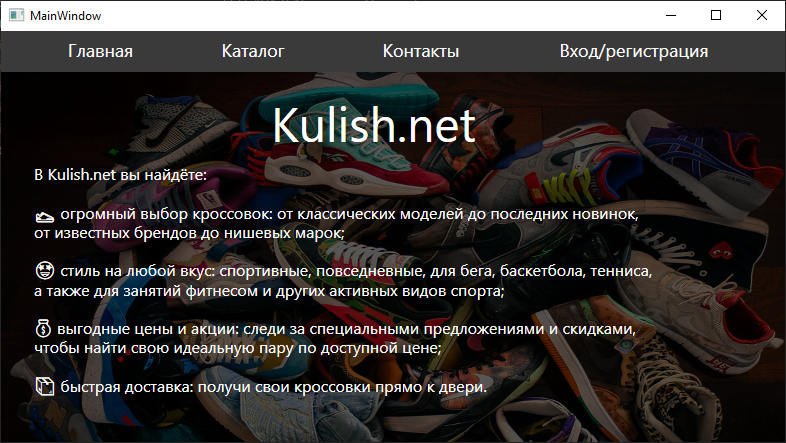 MainWindow
Главная Каталог Контакты Вход/регистрация
Kulish.net
В Kulish.net вы найдёте:
👟 огромный выбор кроссовок: от классических моделей до последних новинок,
от известных брендов до нишевых марок;
🤩 стиль на любой вкус: спортивные, повседневные, для бега, баскетбола, тенниса,
а также для занятий фитнесом и других активных видов спорта;
💰 выгодные цены и акции: следи за специальными предложениями и скидками,
чтобы найти свою идеальную пару по доступной цене;
📦 быстрая доставка: получи свои кроссовки прямо к двери.